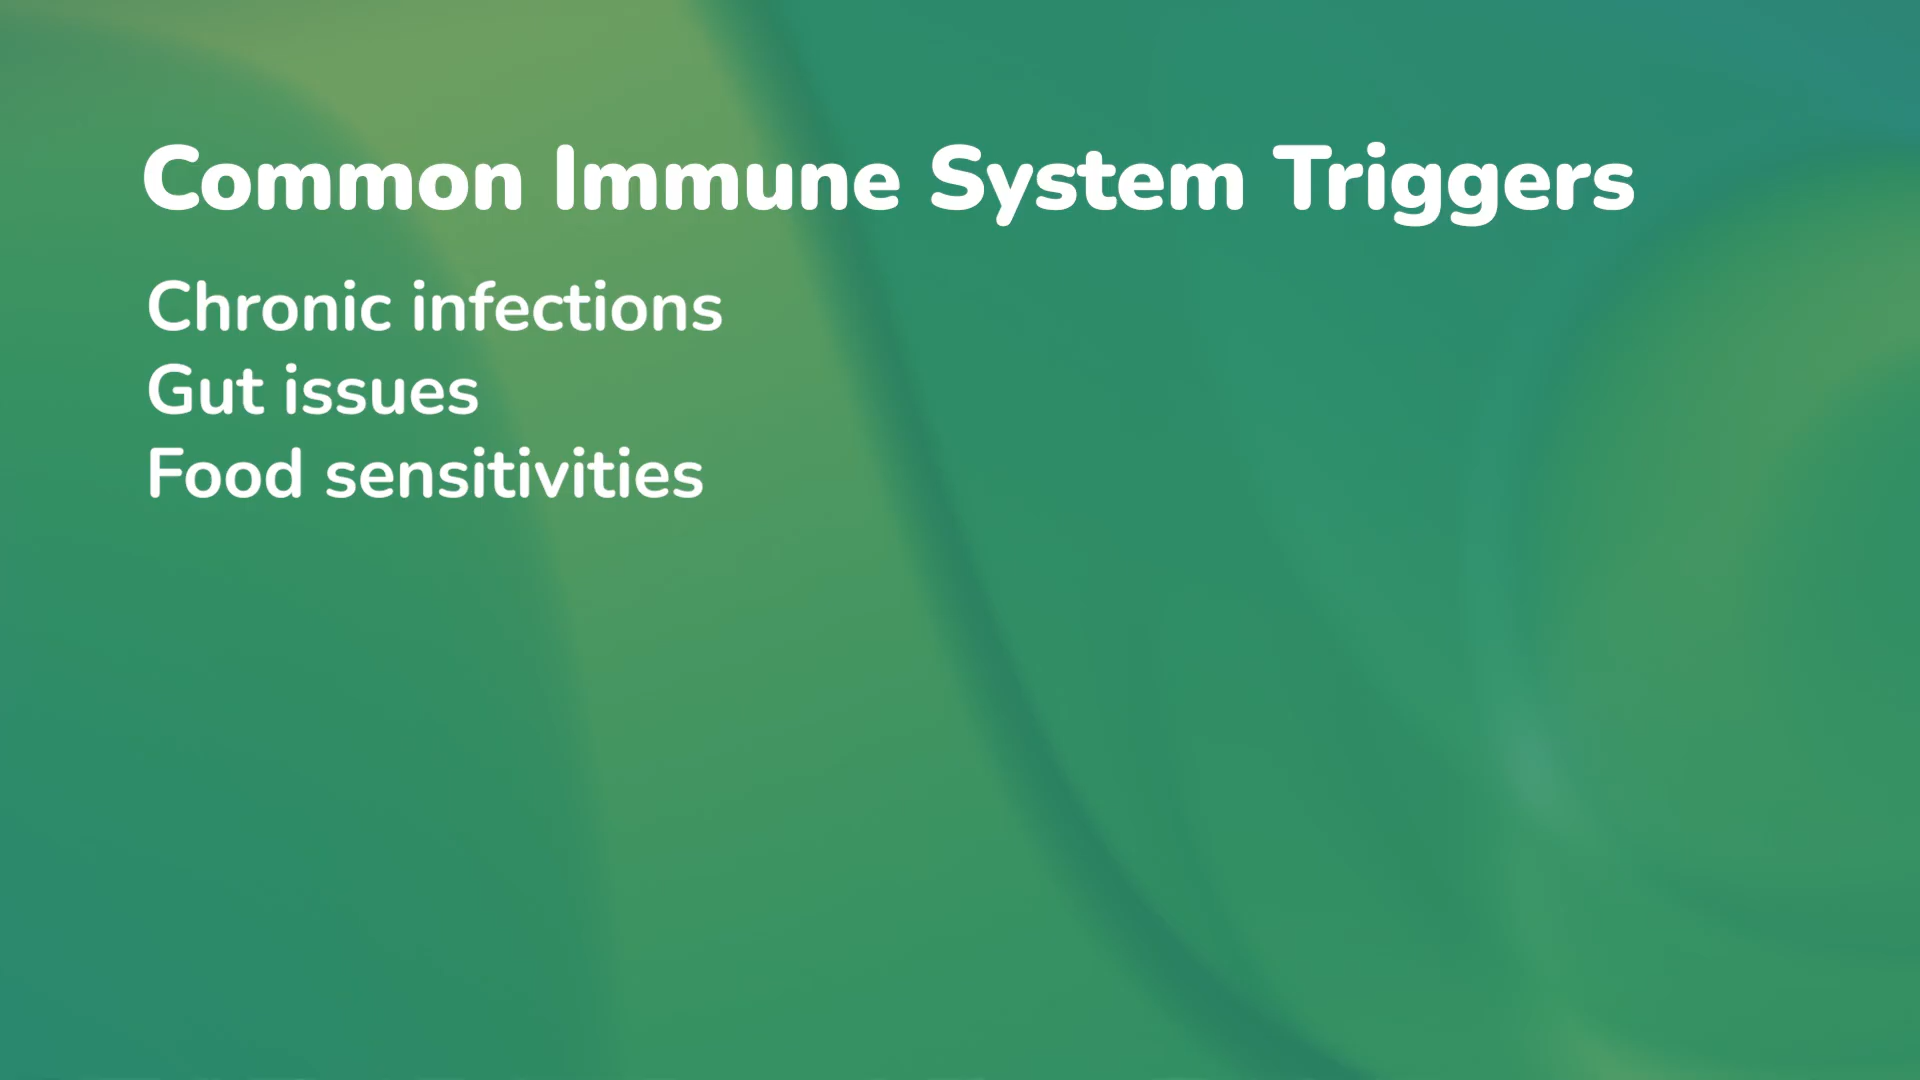 Common Immune System Triggers
Chronic infections
Gut issues
Food sensitivities